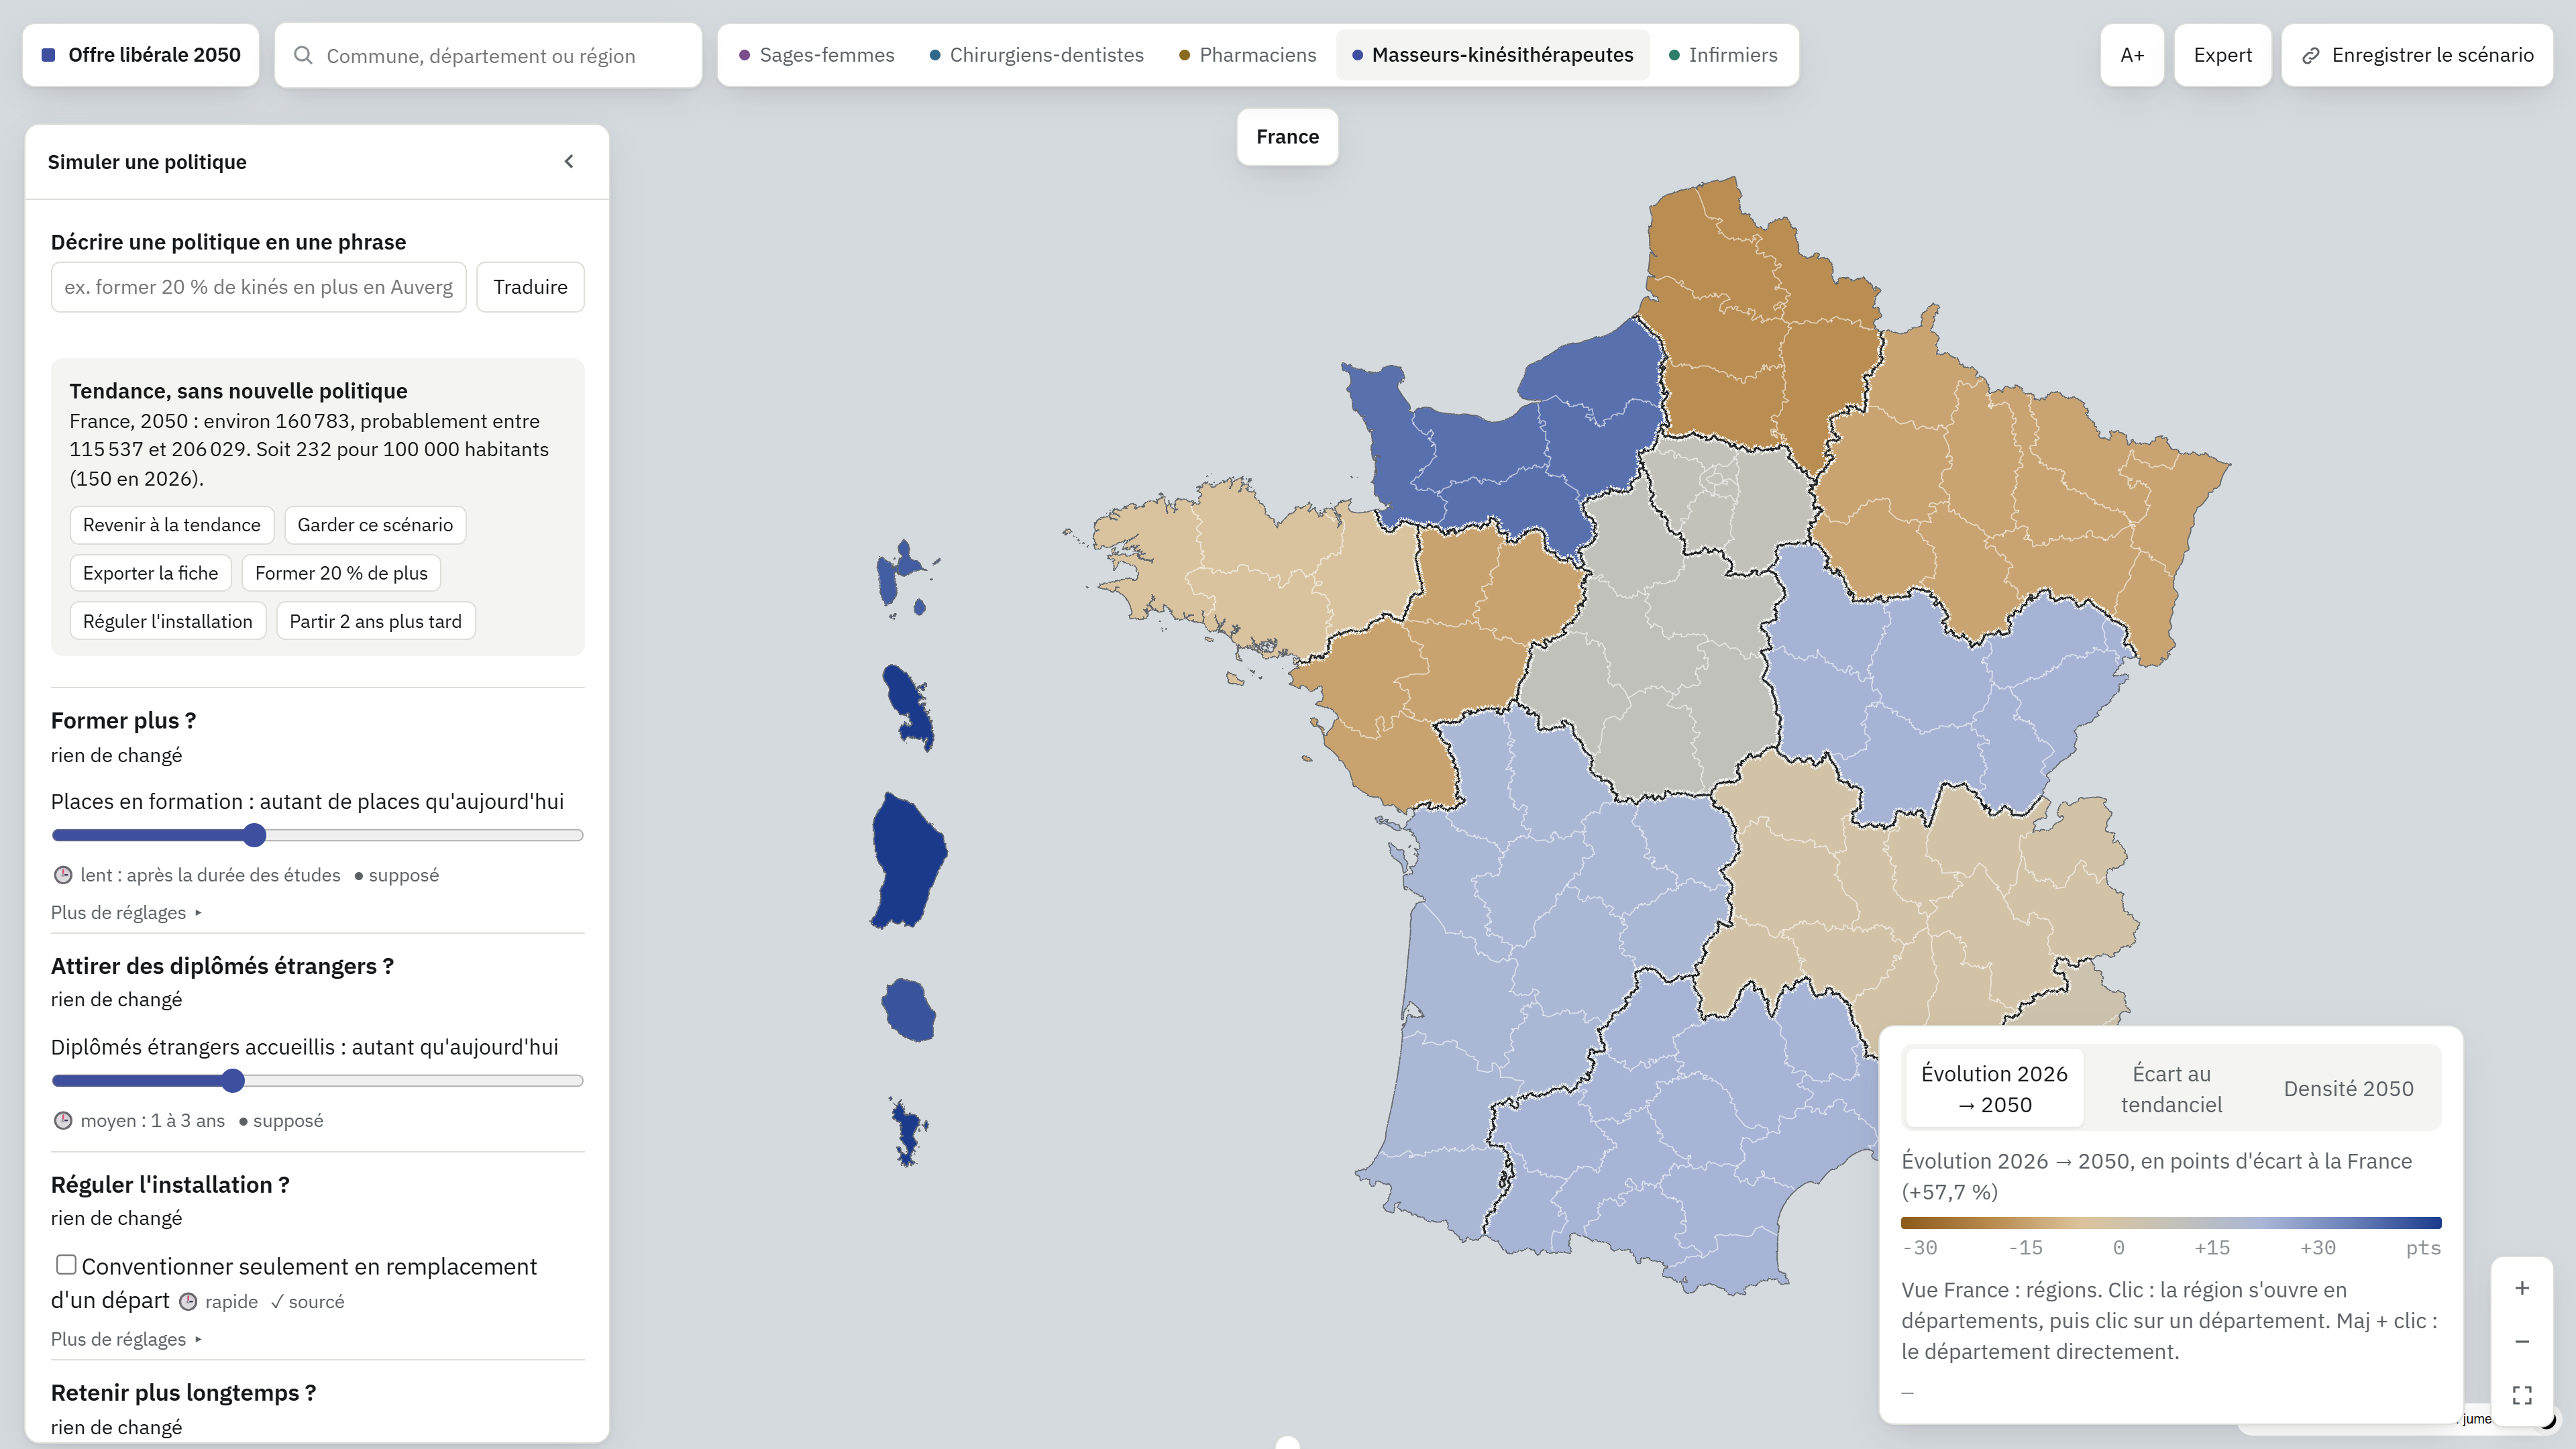 Offre libérale 2050
Commune, département ou région
Sages-femmes
Chirurgiens-dentistes
Pharmaciens
Masseurs-kinésithérapeutes
Infirmiers
A+
Expert
Enregistrer le scénario
France
Simuler une politique
Décrire une politique en une phrase
ex. former 20 % de kinés en plus en Auverg
Traduire
Tendance, sans nouvelle politique
France, 2050 : environ 160 783, probablement entre
115 537 et 206 029. Soit 232 pour 100 000 habitants
(150 en 2026).
Revenir à la tendance
Garder ce scénario
Exporter la fiche
Former 20 % de plus
Réguler l'installation
Partir 2 ans plus tard
Former plus ?
rien de changé
Places en formation : autant de places qu'aujourd'hui
lent : après la durée des études ● supposé
Plus de réglages ▸
Attirer des diplômés étrangers ?
rien de changé
Diplômés étrangers accueillis : autant qu'aujourd'hui
moyen : 1 à 3 ans ● supposé
Réguler l'installation ?
rien de changé
Conventionner seulement en remplacement
d'un départ rapide ✓ sourcé
Plus de réglages ▸
Retenir plus longtemps ?
rien de changé
Évolution 2026
→ 2050
Écart au
tendanciel
Densité 2050
Évolution 2026 → 2050, en points d'écart à la France
(+57,7 %)
-30 -15 0 +15 +30 pts
Vue France : régions. Clic : la région s'ouvre en
départements, puis clic sur un département. Maj + clic :
le département directement.
—
+
−